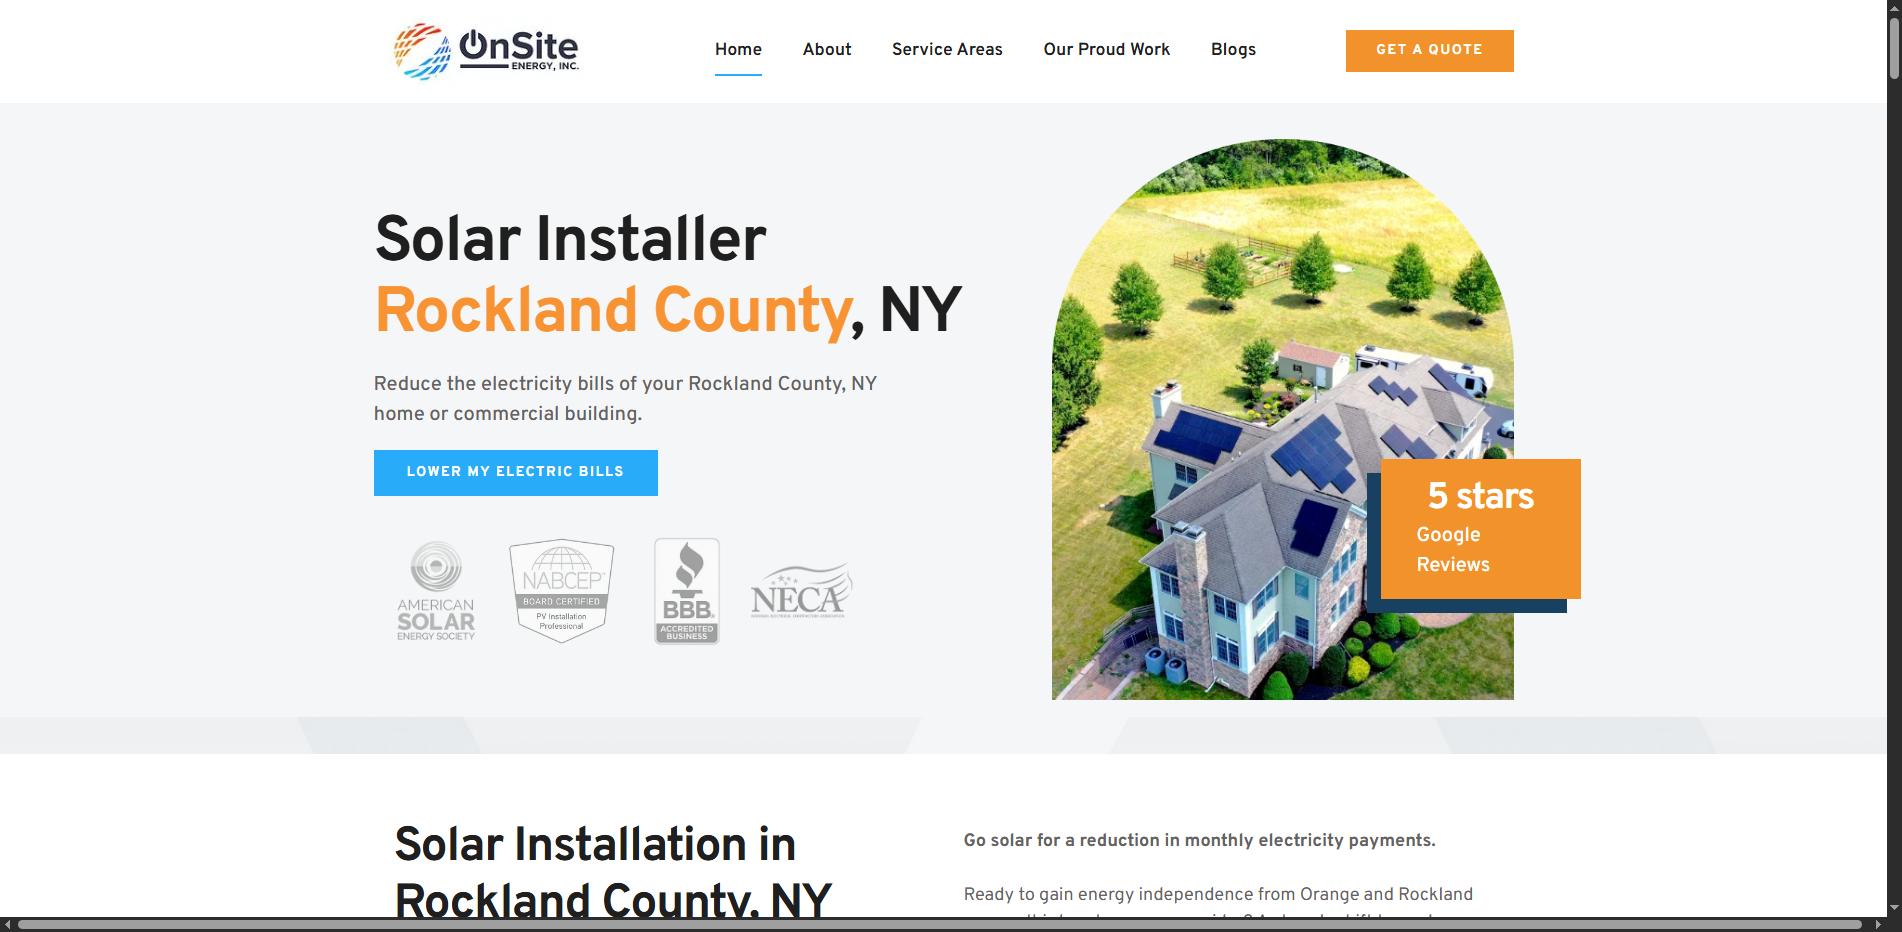 OnSite
ENERGY, INC.
Home
About
Service Areas
Our Proud Work
Blogs
GET A QUOTE
Solar Installer
Rockland County, NY
Reduce the electricity bills of your Rockland County, NY
home or commercial building.
LOWER MY ELECTRIC BILLS
AMERICAN
SOLAR
ENERGY SOCIETY
NABCEP
BOARD CERTIFIED
PV Installation
Professional
BBB
ACCREDITED
BUSINESS
NECA
5 stars
Google
Reviews
Solar Installation in
Rockland County, NY
Go solar for a reduction in monthly electricity payments.
Ready to gain energy independence from Orange and Rockland